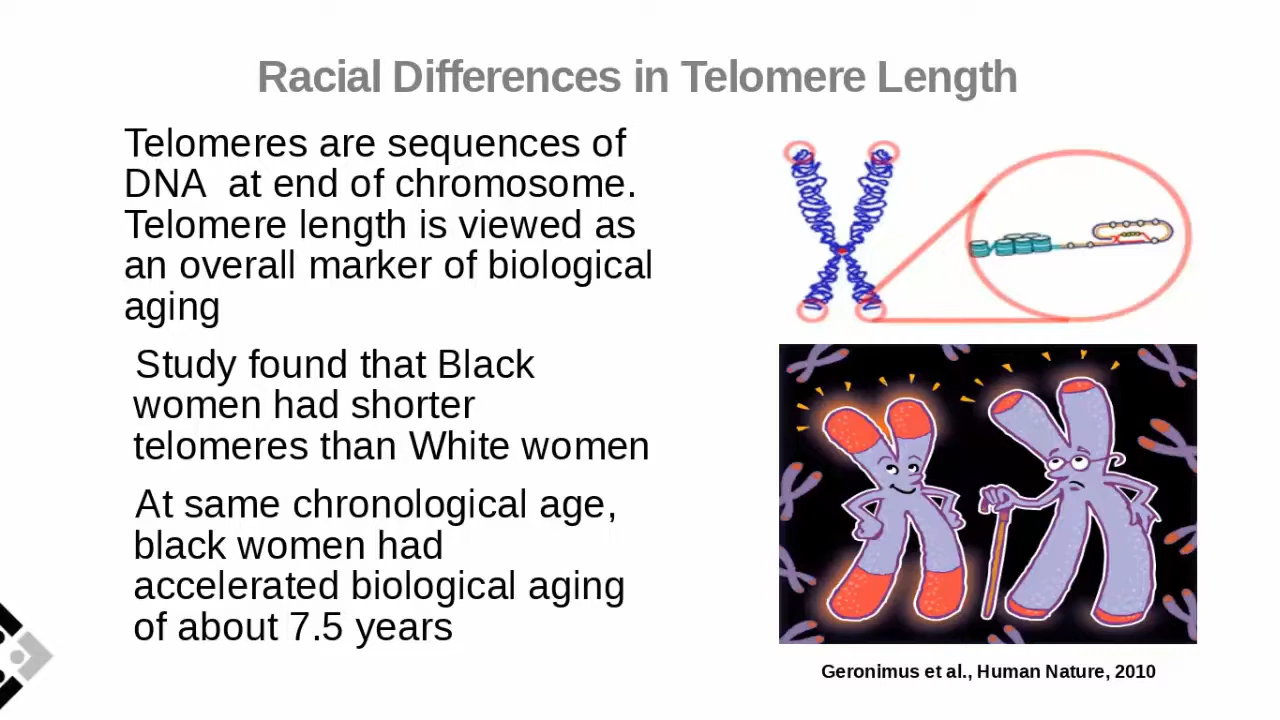 Racial Differences in Telomere Length
Telomeres are sequences of
DNA  at end of chromosome.
Telomere length is viewed as
an overall marker of biological
aging
Study found that Black
women had shorter
telomeres than White women
At same chronological age,
black women had
accelerated biological aging
of about 7.5 years
Geronimus et al., Human Nature, 2010